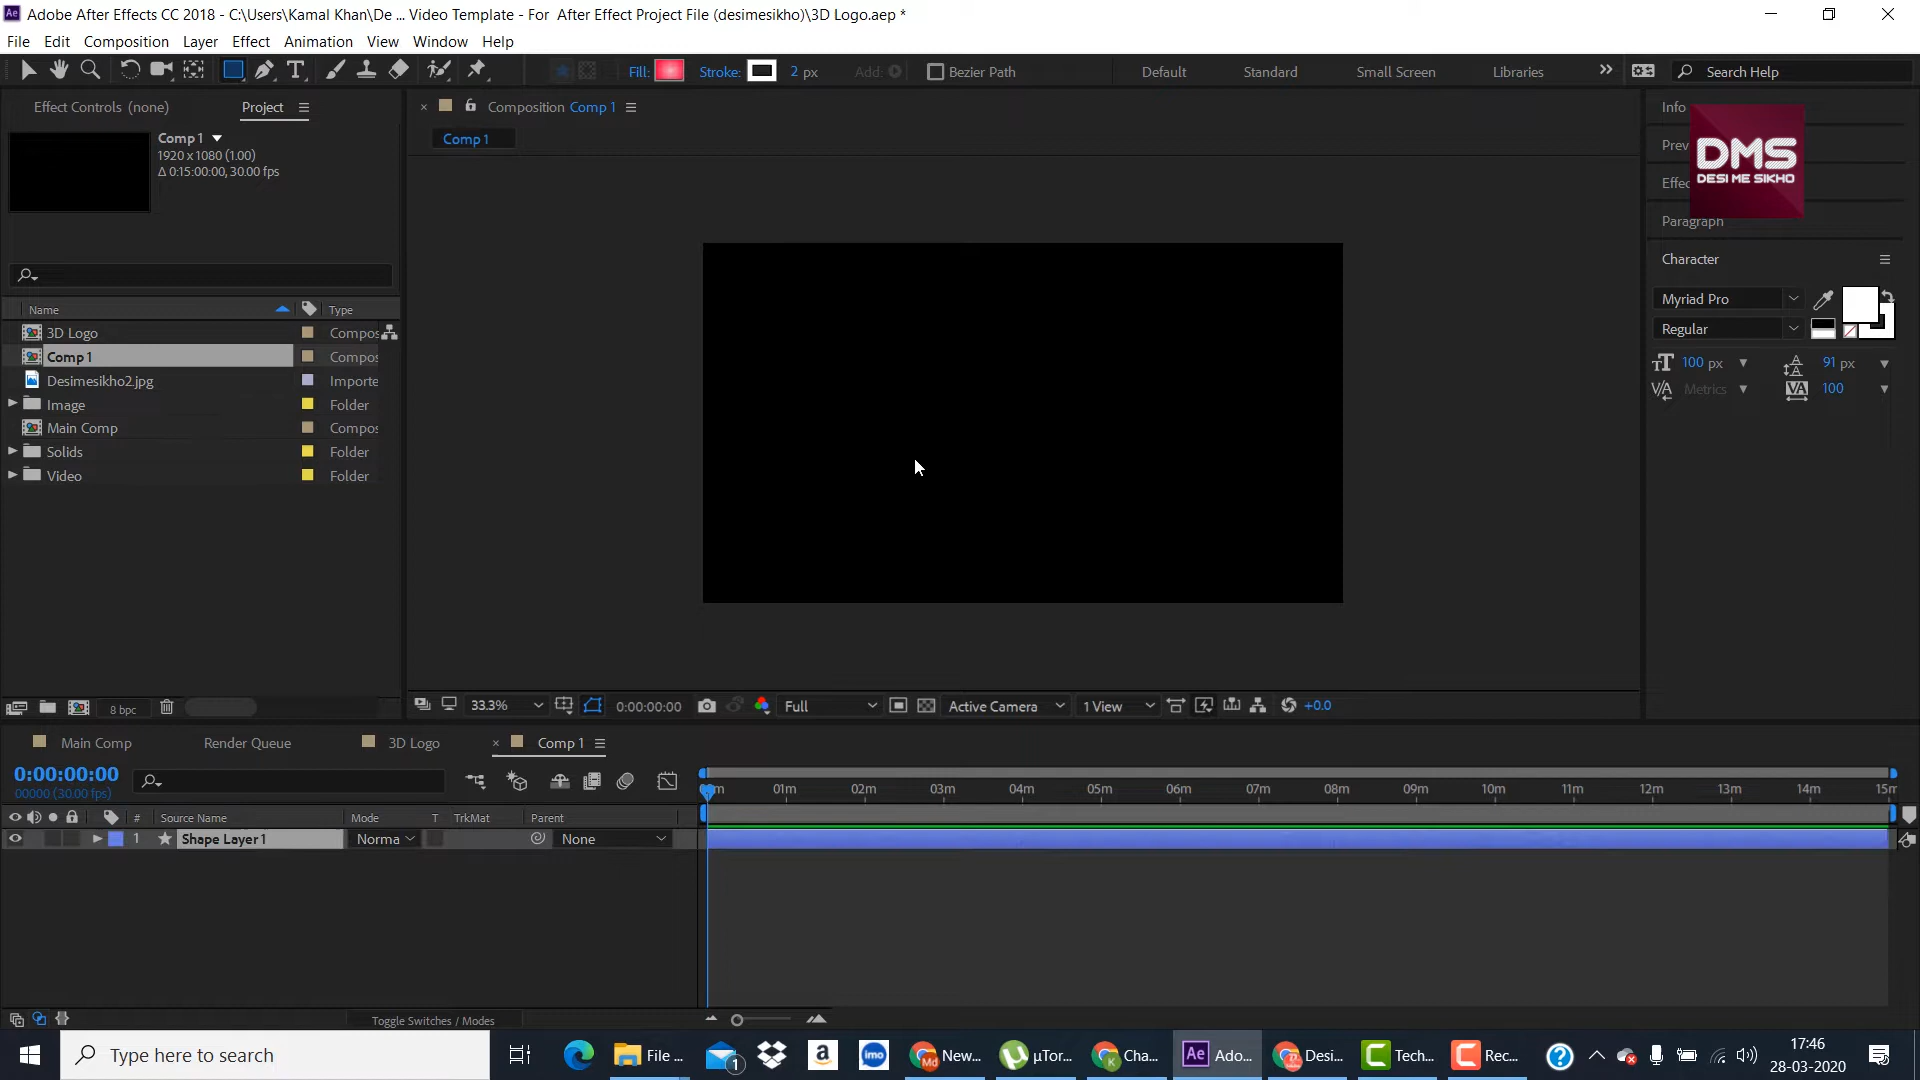 Adobe After Effects CC 2018 - C:\Users\Kamal Khan\De ... Video Template - For  After Effect Project File (desimesikho)\3D Logo.aep *
File Edit Composition Layer Effect Animation View Window Help
Fill: Stroke: 2 px Add: Bezier Path Default Standard Small Screen Libraries Search Help
Effect Controls (none) Project
Composition Comp 1
Info
Comp 1
1920 x 1080 (1.00)
Δ 0:15:00:00, 30.00 fps
Comp 1
Prev
DMS
DESI ME SIKHO
Effec
Paragraph
Character
Name Type
Myriad Pro
Regular
3D Logo Compos
Comp 1 Compos
Desimesikho2.jpg Importe
Image Folder
Main Comp Compos
Solids Folder
Video Folder
100 px 91 px
Metrics 100
8 bpc
33.3% 0:00:00:00 Full Active Camera 1 View +0.0
Main Comp Render Queue 3D Logo Comp 1
0:00:00:00
00000 (30.00 fps)
01m 02m 03m 04m 05m 06m 07m 08m 09m 10m 11m 12m 13m 14m 15m
# Source Name Mode T TrkMat Parent
1 Shape Layer 1 Norma None
Toggle Switches / Modes
Type here to search
1
amazon
imo
File ... New... µTor... Cha... Ado... Desi... Tech... Rec...
17:46
28-03-2020